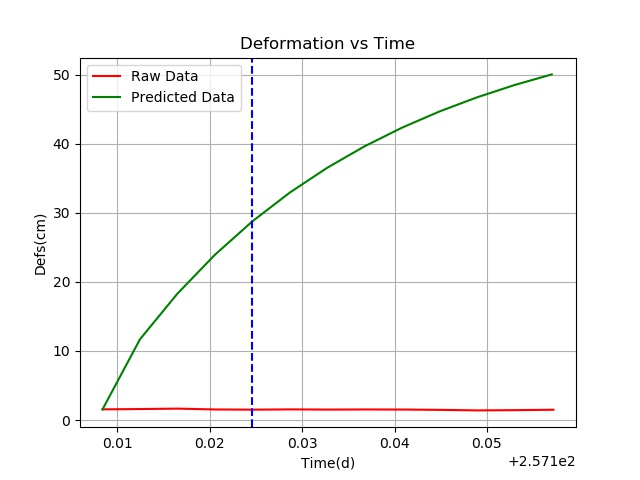 Deformation vs Time
Raw Data
Predicted Data
50
40
30
20
10
0
Defs(cm)
0.01 0.02 0.03 0.04 0.05
Time(d)
+2.571e2